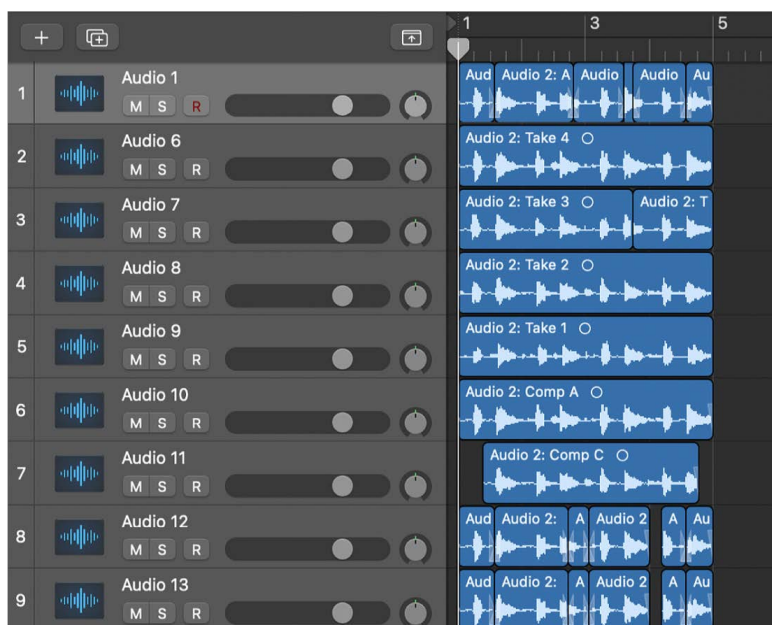 1 3 5
1 Audio 1 Aud Audio 2: A Audio Audio Au
M S R
2 Audio 6 Audio 2: Take 4
M S R
3 Audio 7 Audio 2: Take 3 Audio 2: T
M S R
4 Audio 8 Audio 2: Take 2
M S R
5 Audio 9 Audio 2: Take 1
M S R
6 Audio 10 Audio 2: Comp A
M S R
7 Audio 11 Audio 2: Comp C
M S R
8 Audio 12 Aud Audio 2: A Audio 2 A Au
M S R
9 Audio 13 Aud Audio 2: A Audio 2 A Au
M S R